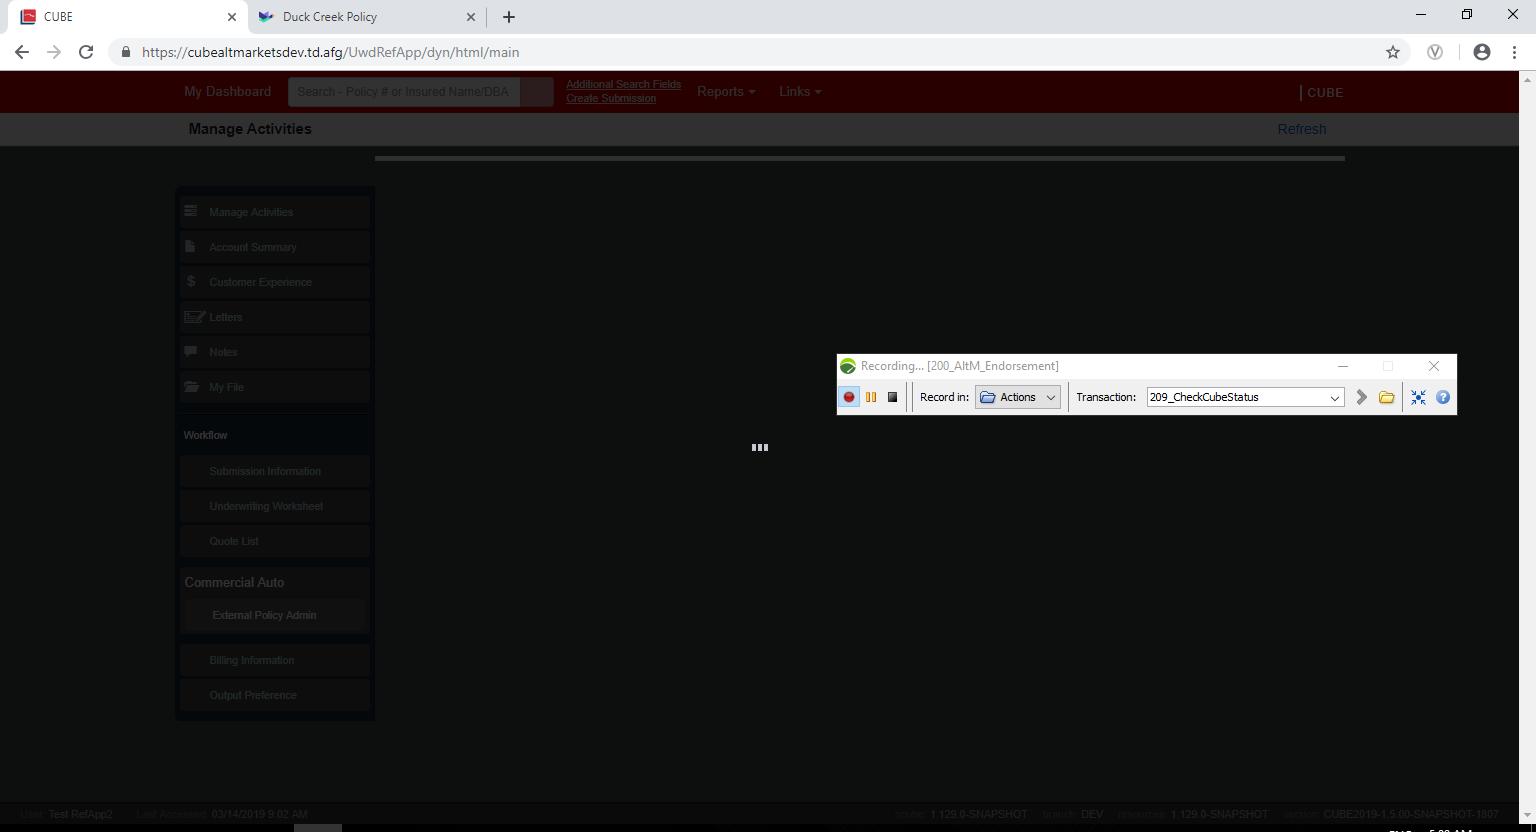 CUBE
Duck Creek Policy
https://cubealtmarketsdev.td.afg/UwdRefApp/dyn/html/main
My Dashboard
Search - Policy # or Insured Name/DBA
Additional Search Fields
Create Submission
Reports
Links
CUBE
Manage Activities
Refresh
Manage Activities
Account Summary
Customer Experience
Letters
Notes
My File
Workflow
Submission Information
Underwriting Worksheet
Quote List
Commercial Auto
External Policy Admin
Billing Information
Output Preference
Recording... [200_AltM_Endorsement]
Record in: Actions
Transaction: 209_CheckCubeStatus
User: Test RefApp2 Last Accessed: 03/14/2019 9:02 AM
1.129.0-SNAPSHOT branch: DEV resources: 1.129.0-SNAPSHOT CUBE2019-1.5.00-SNAPSHOT-1807